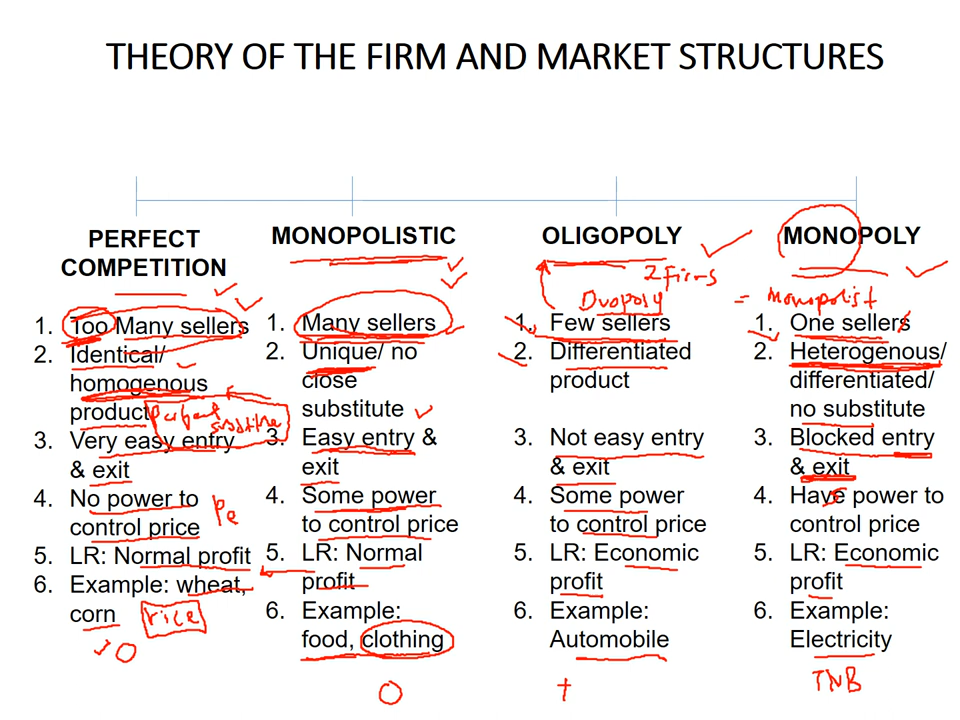 THEORY OF THE FIRM AND MARKET STRUCTURES
PERFECT
COMPETITION
1. Too Many sellers
2. Identical/
homogenous
product
perfect
substitute
3. Very easy entry
& exit
4. No power to
control price
Pe
5. LR: Normal profit
6. Example: wheat,
corn
rice
0
MONOPOLISTIC
1. Many sellers
2. Unique/ no
close
substitute
3. Easy entry &
exit
4. Some power
to control price
5. LR: Normal
profit
6. Example:
food, clothing
0
OLIGOPOLY
2 Firms
Duopoly
1. Few sellers
2. Differentiated
product
3. Not easy entry
& exit
4. Some power
to control price
5. LR: Economic
profit
6. Example:
Automobile
+
MONOPOLY
= Monopolist
1. One sellers
2. Heterogenous/
differentiated/
no substitute
3. Blocked entry
& exit
4. Have power to
control price
5. LR: Economic
profit
6. Example:
Electricity
TNB